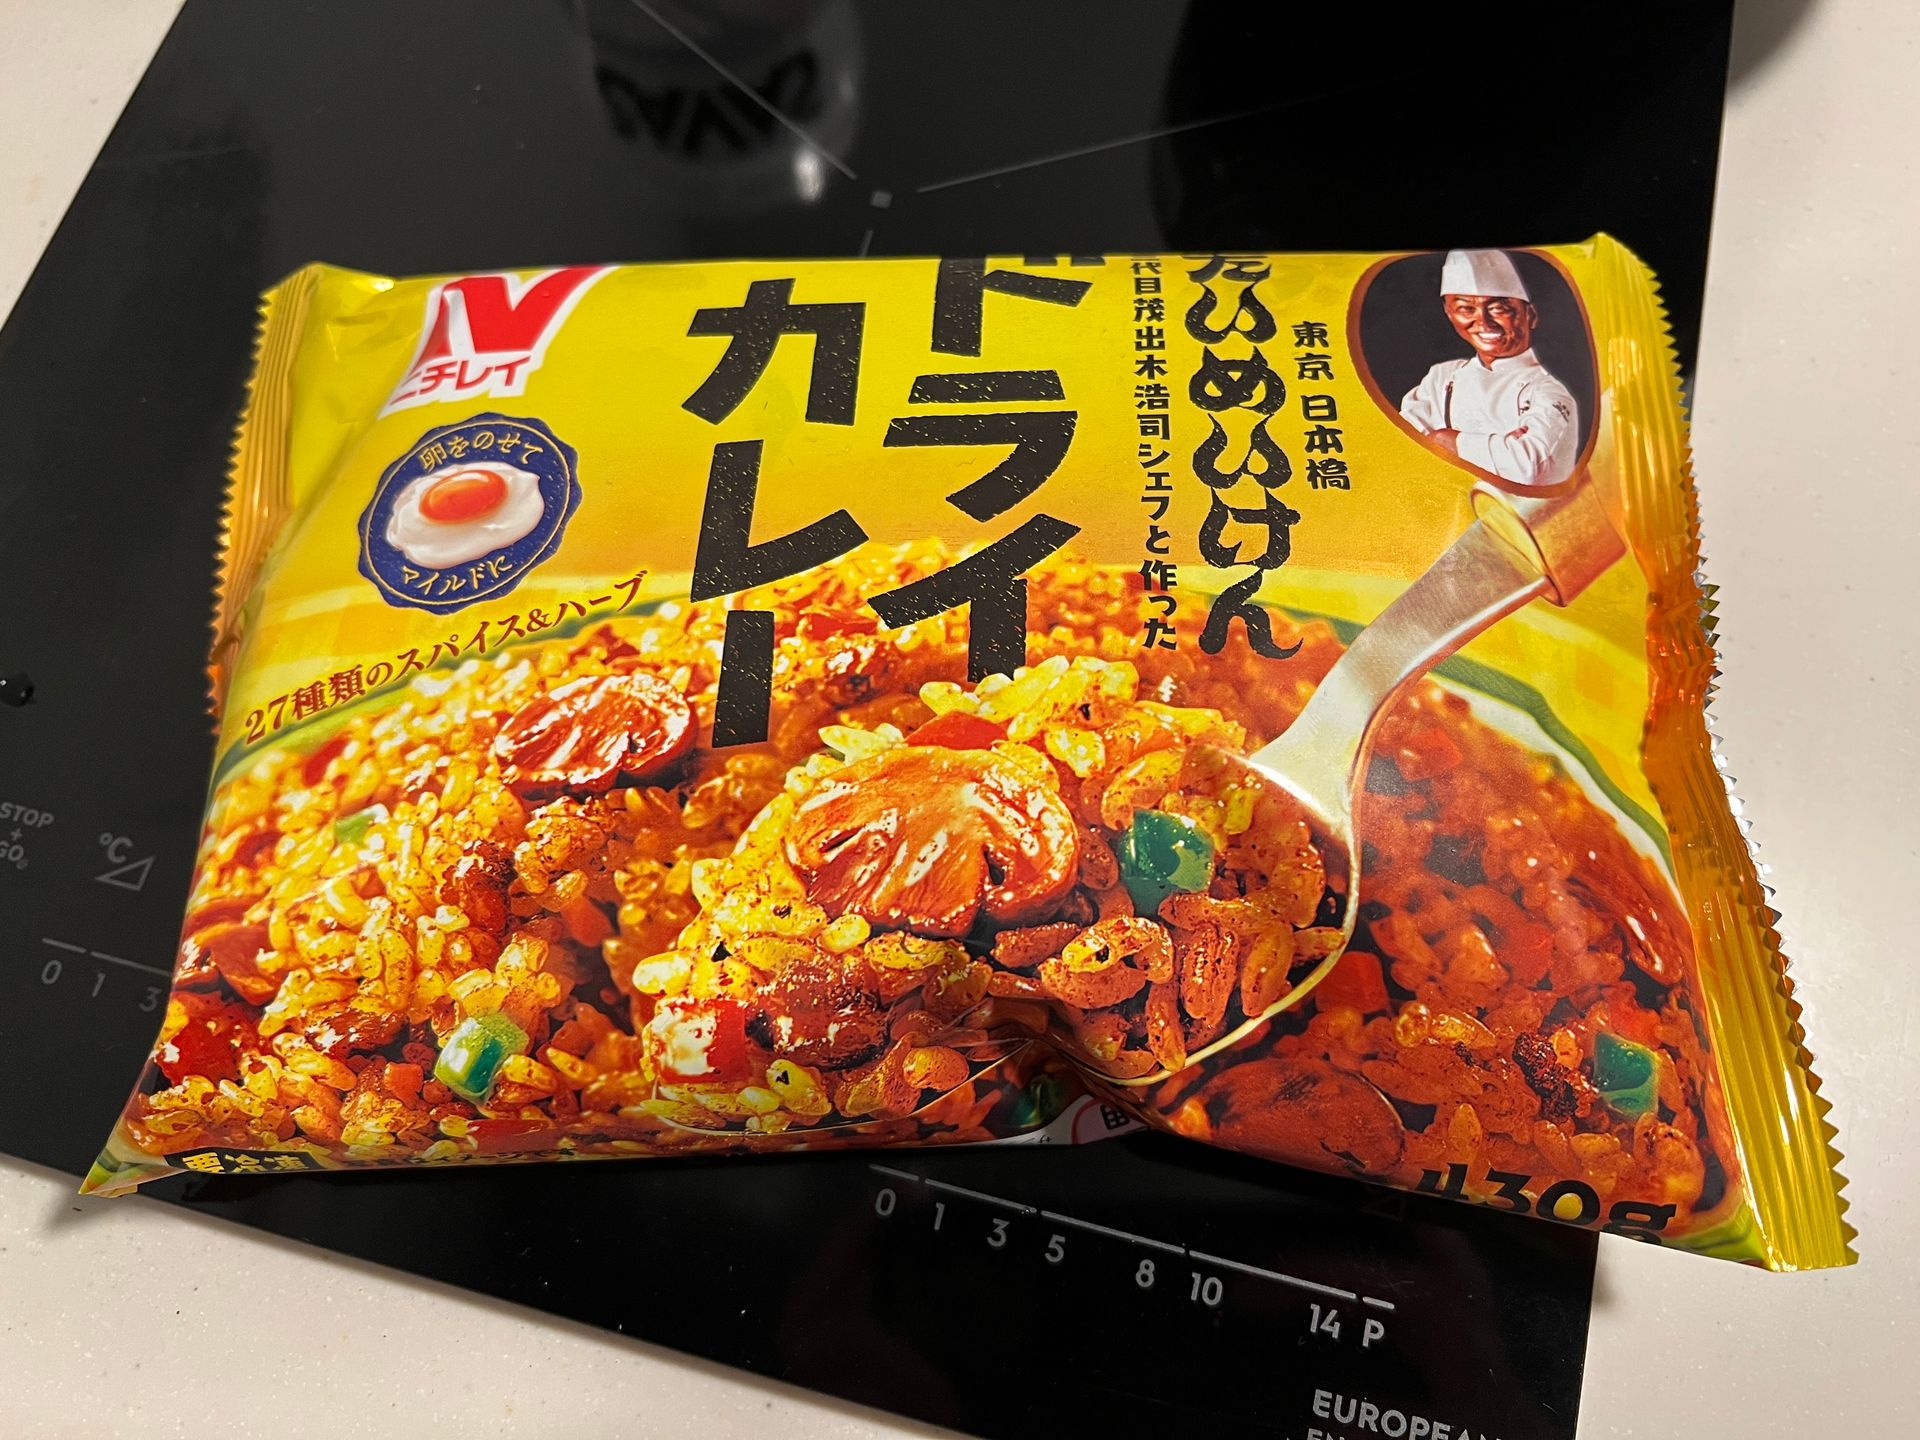 ニチレイ
卵をのせて
マイルドに
27種類のスパイス&ハーブ
東京 日本橋
たいめいけん
代目茂出木浩司シェフと作った
ドライ
カレー
要冷凍
430g
STOP
+
GO
°C
0 1 3
0 1 3 5 8 10 14 P
EUROPEAN
SAVAS